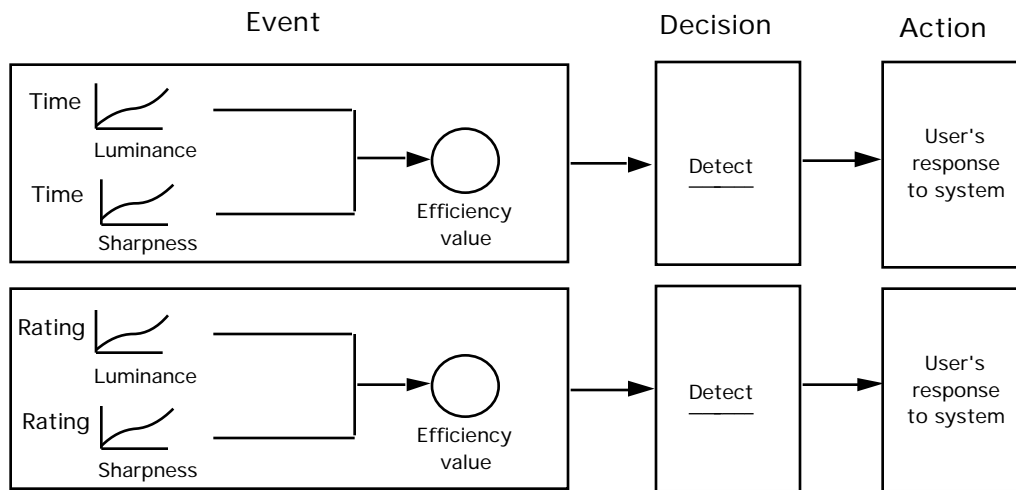 Event
Decision
Action
Time
Luminance
Time
Sharpness
Efficiency
value
Detect
User's
response
to system
Rating
Luminance
Rating
Sharpness
Efficiency
value
Detect
User's
response
to system